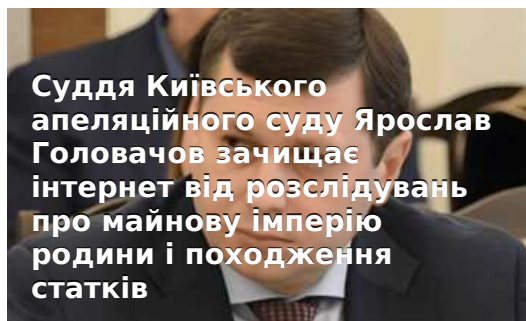 Суддя Київського
апеляційного суду Ярослав
Головачов зачищає
інтернет від розслідувань
про майнову імперію
родини і походження
статків